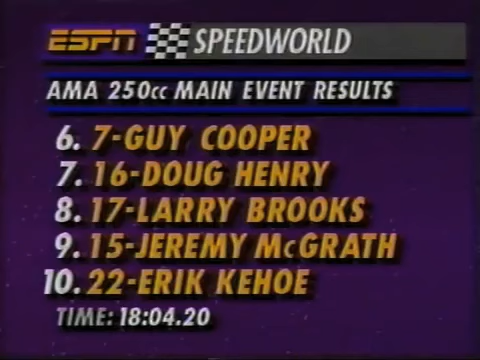 ESPN SPEEDWORLD
AMA 250cc MAIN EVENT RESULTS
6. 7-GUY COOPER
7. 16-DOUG HENRY
8. 17-LARRY BROOKS
9. 15-JEREMY McGRATH
10. 22-ERIK KEHOE
TIME: 18:04.20